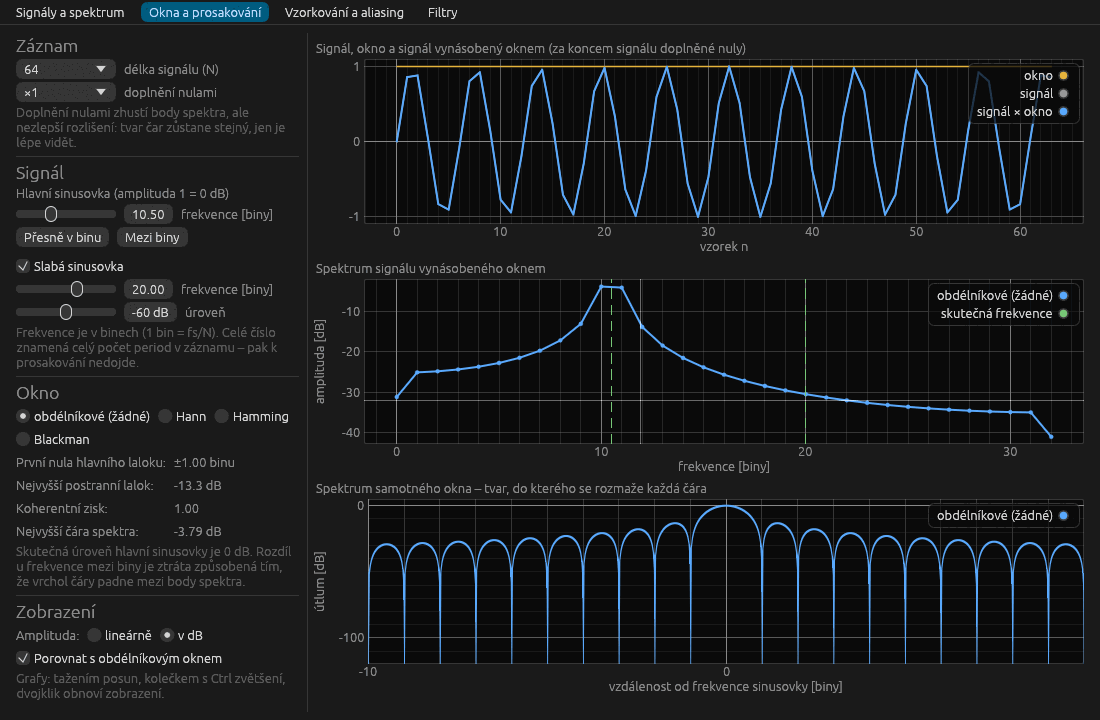 Signály a spektrum
Okna a prosakování
Vzorkování a aliasing
Filtry
Záznam
64 délka signálu (N)
×1 doplnění nulami
Doplnění nulami zhustí body spektra, ale
nezlepší rozlišení: tvar čar zůstane stejný, jen je
lépe vidět.
Signál
Hlavní sinusovka (amplituda 1 = 0 dB)
10.50 frekvence [biny]
Přesně v binu
Mezi biny
Slabá sinusovka
20.00 frekvence [biny]
-60 dB úroveň
Frekvence je v binech (1 bin = fs/N). Celé číslo
znamená celý počet period v záznamu – pak k
prosakování nedojde.
Okno
obdélníkové (žádné) Hann Hamming
Blackman
První nula hlavního laloku: ±1.00 binu
Nejvyšší postranní lalok: -13.3 dB
Koherentní zisk: 1.00
Nejvyšší čára spektra: -3.79 dB
Skutečná úroveň hlavní sinusovky je 0 dB. Rozdíl
u frekvence mezi biny je ztráta způsobená tím,
že vrchol čáry padne mezi body spektra.
Zobrazení
Amplituda: lineárně v dB
Porovnat s obdélníkovým oknem
Grafy: tažením posun, kolečkem s Ctrl zvětšení,
dvojklik obnoví zobrazení.
Signál, okno a signál vynásobený oknem (za koncem signálu doplněné nuly)
1
0
-1
okno
signál
signál × okno
0 10 20 30 40 50 60
vzorek n
Spektrum signálu vynásobeného oknem
amplituda [dB]
-10
-20
-30
-40
obdélníkové (žádné)
skutečná frekvence
0 10 20 30
frekvence [biny]
Spektrum samotného okna – tvar, do kterého se rozmaže každá čára
útlum [dB]
0
-100
obdélníkové (žádné)
-10 0
vzdálenost od frekvence sinusovky [biny]